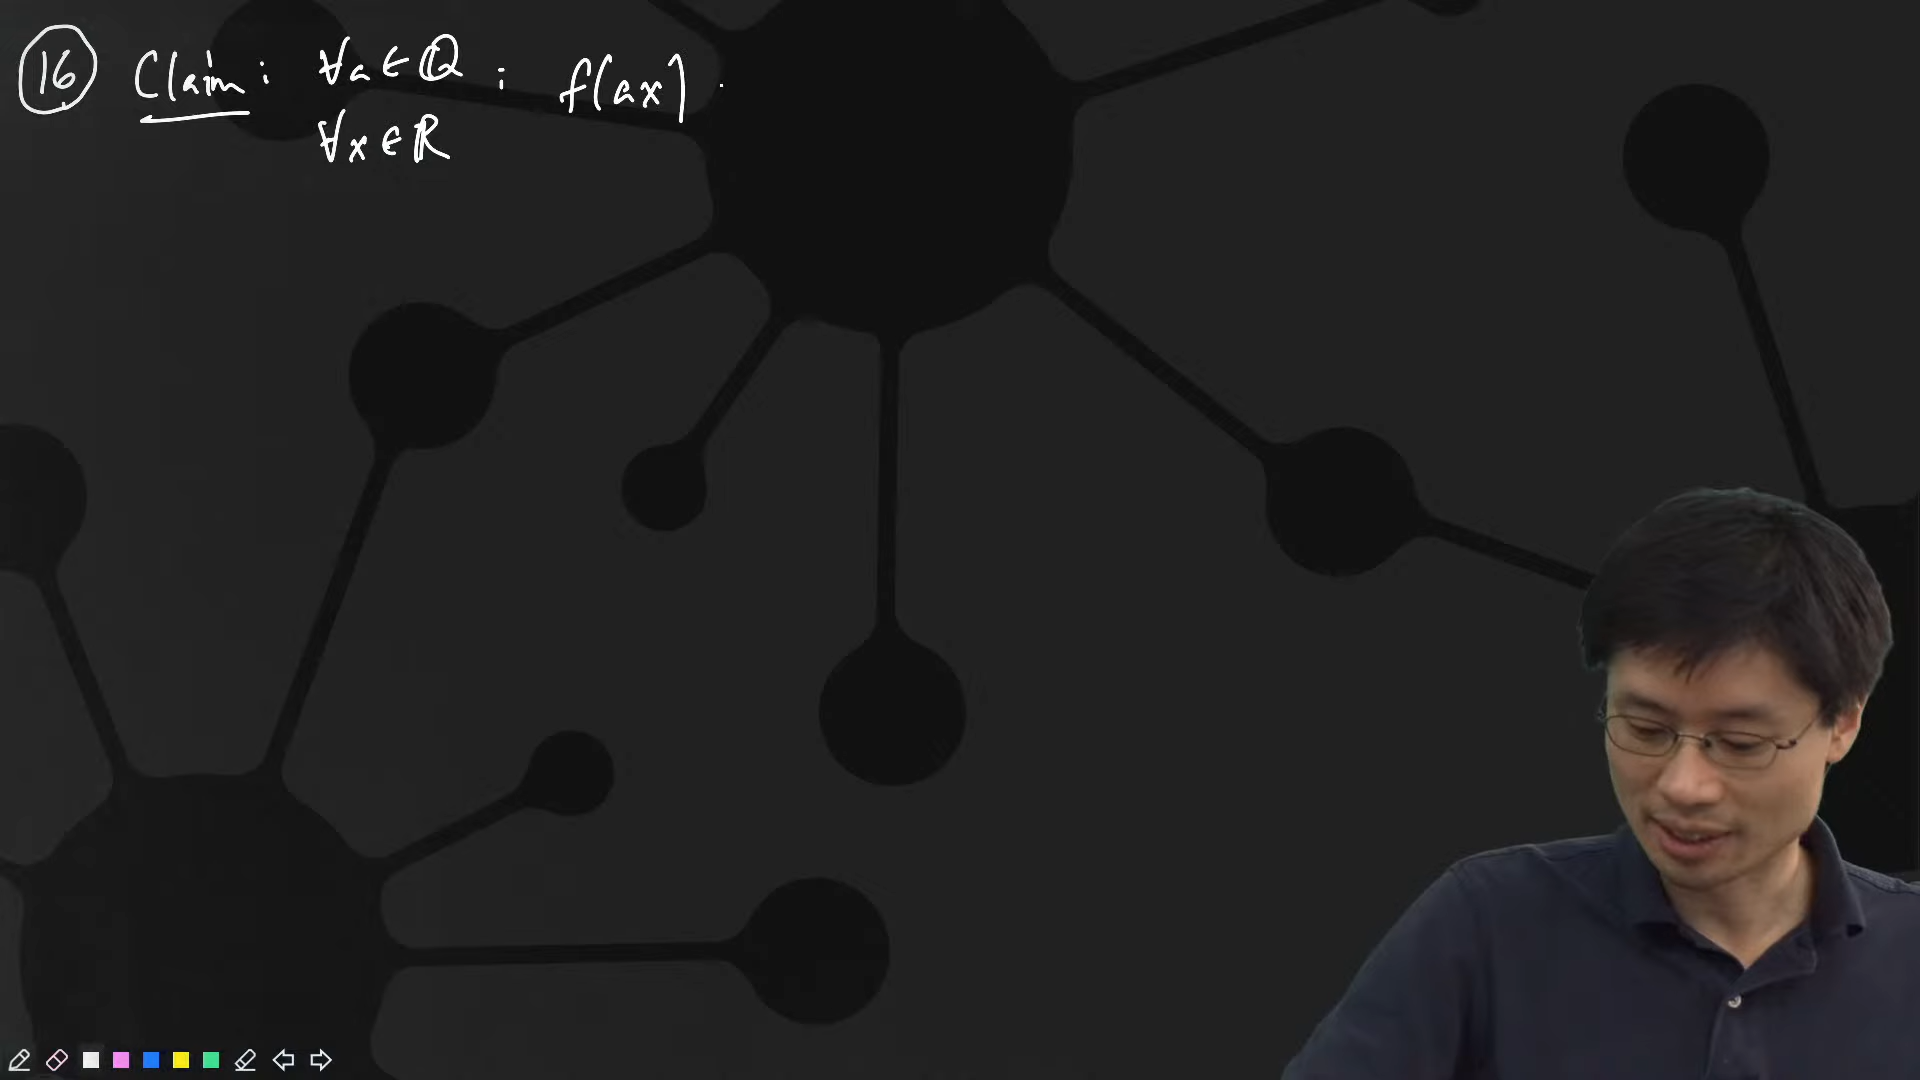 16 Claim: ∀a∈ℚ : f(ax)
∀x∈ℝ